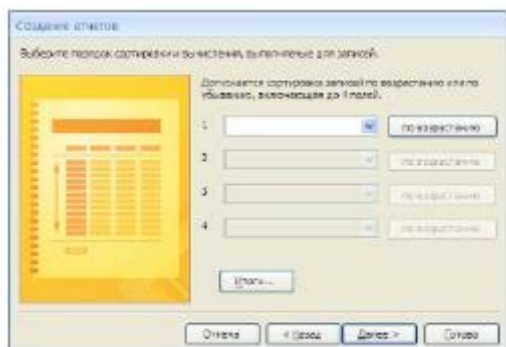 Создание отчетов
Выберите порядок сортировки и вычисления, выполняемые для записей.
Допускается сортировка записей по возрастанию или по
убыванию, включающая до 4 полей.
1 по возрастанию
2 по возрастанию
3 по возрастанию
4 по возрастанию
Итоги...
Отмена < Назад Далее > Готово